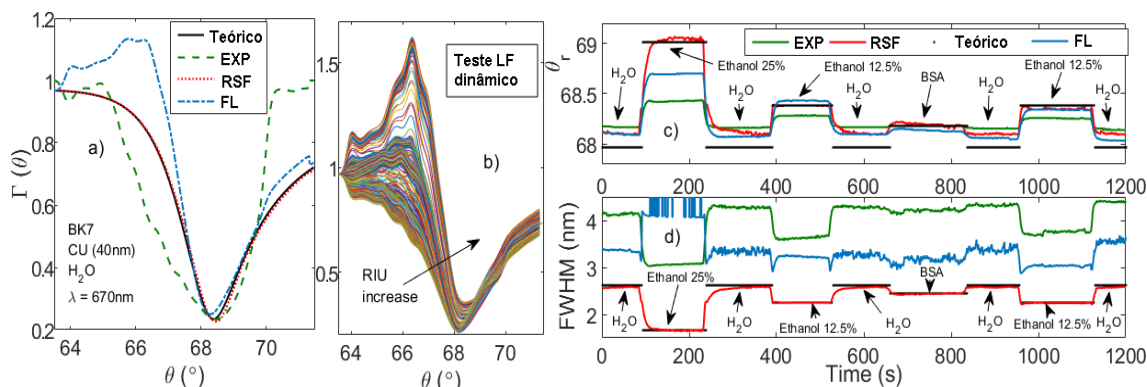 1.2
1
0.8
0.6
0.4
0.2
Γ (θ)
Teórico
EXP
RSF
FL
a)
BK7
CU (40nm)
H2O
λ = 670nm
64 66 68 70
θ (°)
1.5
1
0.5
Teste LF
dinâmico
b)
RIU
increase
64 66 68 70
θ (°)
69
68.5
68
θr
EXP RSF Teórico FL
H2O
Ethanol 25%
H2O
Ethanol 12.5%
H2O
BSA
H2O
Ethanol 12.5%
H2O
c)
0 200 400 600 800 1000 1200
4
3
2
FWHM (nm)
d)
Ethanol 25%
BSA
H2O
H2O
Ethanol 12.5%
H2O
H2O
Ethanol 12.5%
H2O
0 200 400 600 800 1000 1200
Time (s)